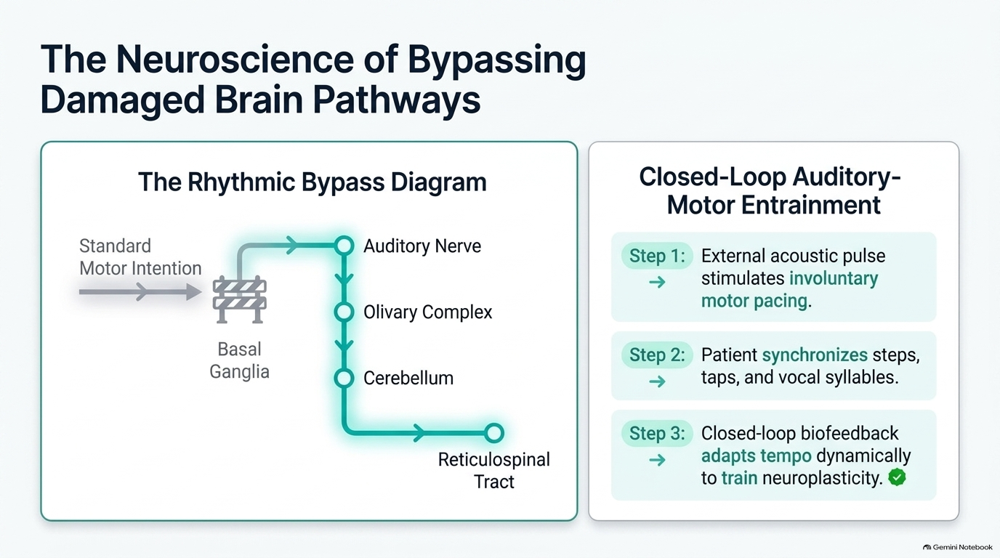 The Neuroscience of Bypassing
Damaged Brain Pathways
The Rhythmic Bypass Diagram
Standard
Motor Intention
Basal
Ganglia
Auditory Nerve
Olivary Complex
Cerebellum
Reticulospinal
Tract
Closed-Loop Auditory-
Motor Entrainment
Step 1: External acoustic pulse
stimulates involuntary
motor pacing.
Step 2: Patient synchronizes steps,
taps, and vocal syllables.
Step 3: Closed-loop biofeedback
adapts tempo dynamically
to train neuroplasticity.
Gemini Notebook